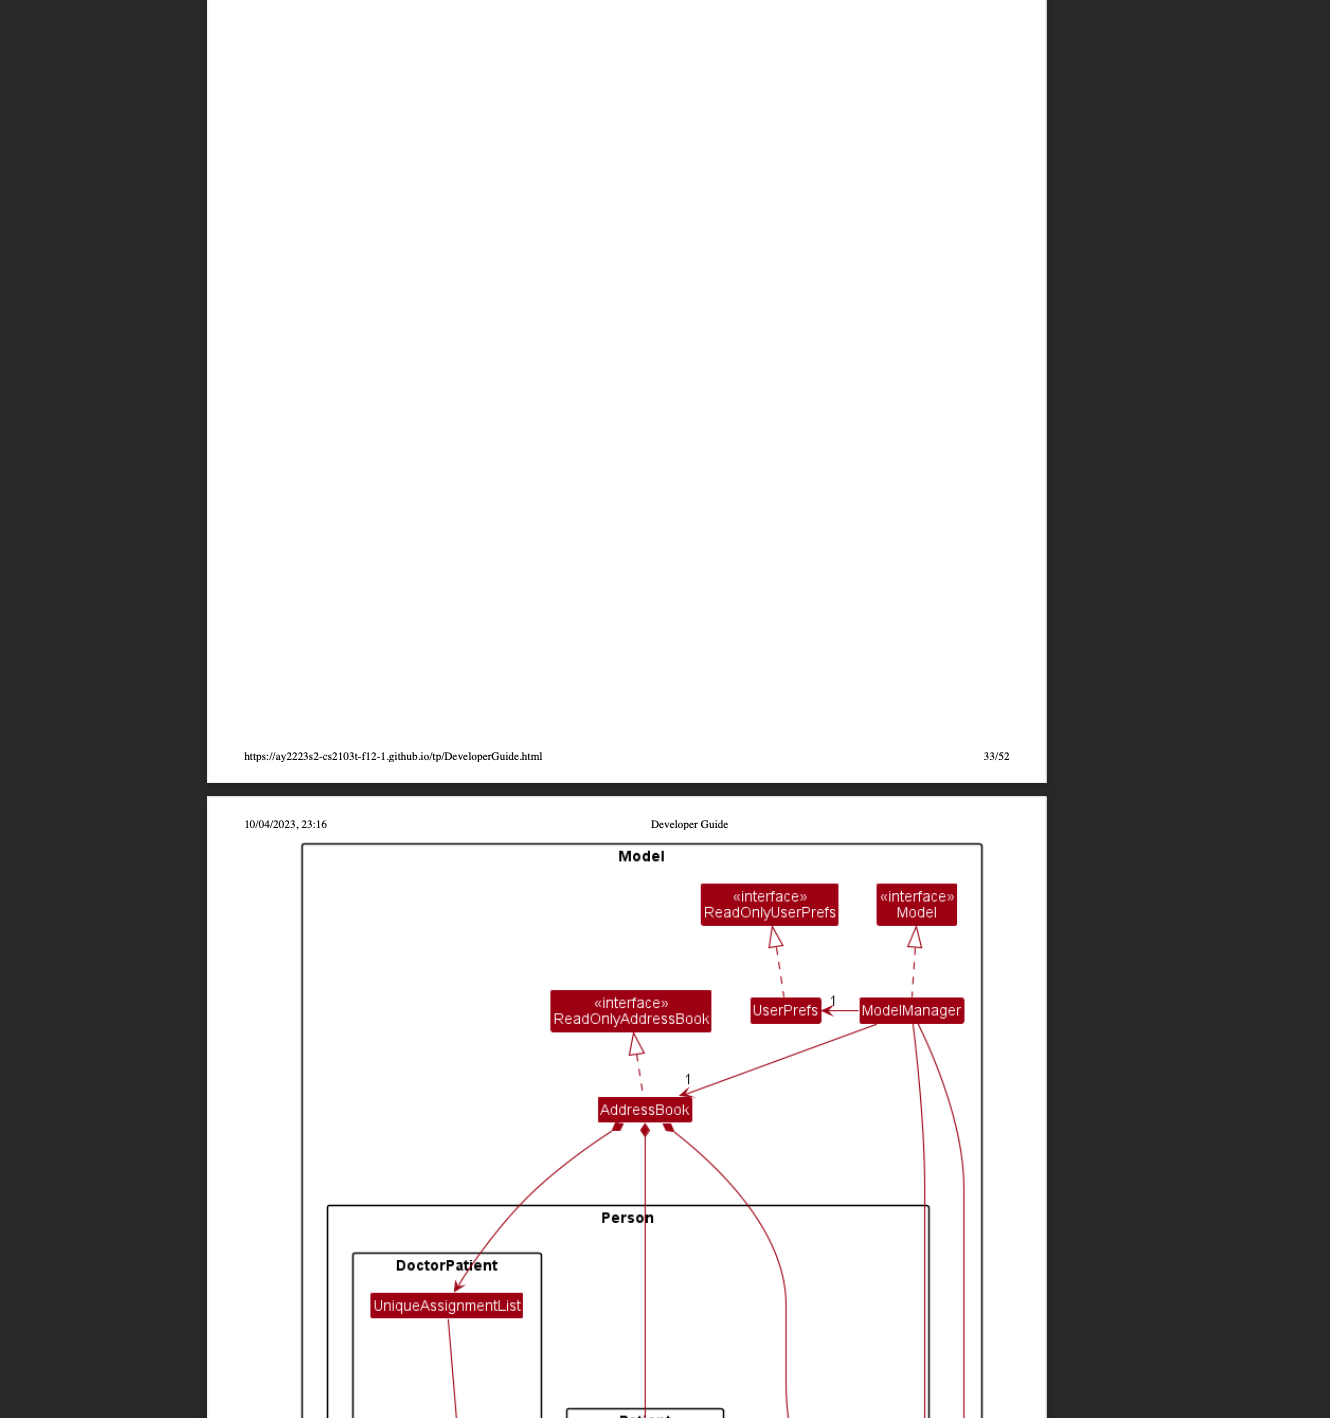 https://ay2223s2-cs2103t-f12-1.github.io/tp/DeveloperGuide.html
33/52
10/04/2023, 23:16
Developer Guide
Model
«interface»
ReadOnlyUserPrefs
«interface»
Model
«interface»
ReadOnlyAddressBook
UserPrefs
1
ModelManager
1
AddressBook
Person
DoctorPatient
UniqueAssignmentList